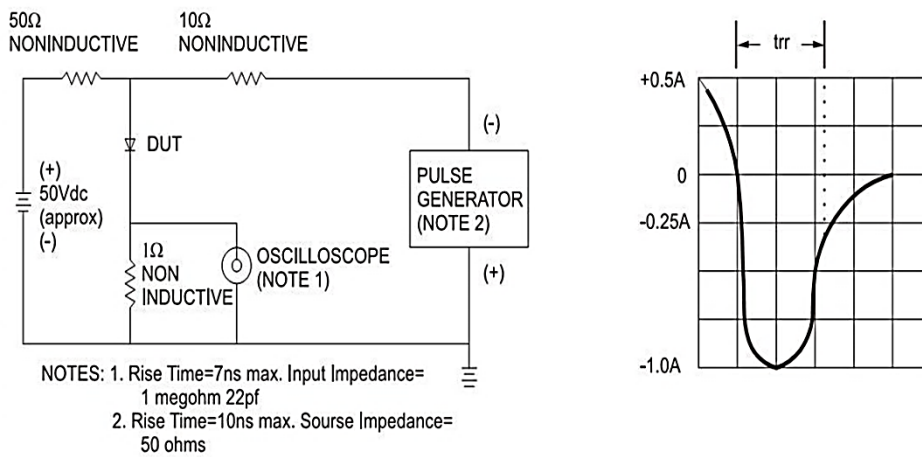 50Ω
NONINDUCTIVE
10Ω
NONINDUCTIVE
DUT
(+)
50Vdc
(approx)
(-)
1Ω
NON
INDUCTIVE
OSCILLOSCOPE
(NOTE 1)
(-)
PULSE
GENERATOR
(NOTE 2)
(+)
NOTES: 1. Rise Time=7ns max. Input Impedance=
1 megohm 22pf
2. Rise Time=10ns max. Sourse Impedance=
50 ohms
trr
+0.5A
0
-0.25A
-1.0A